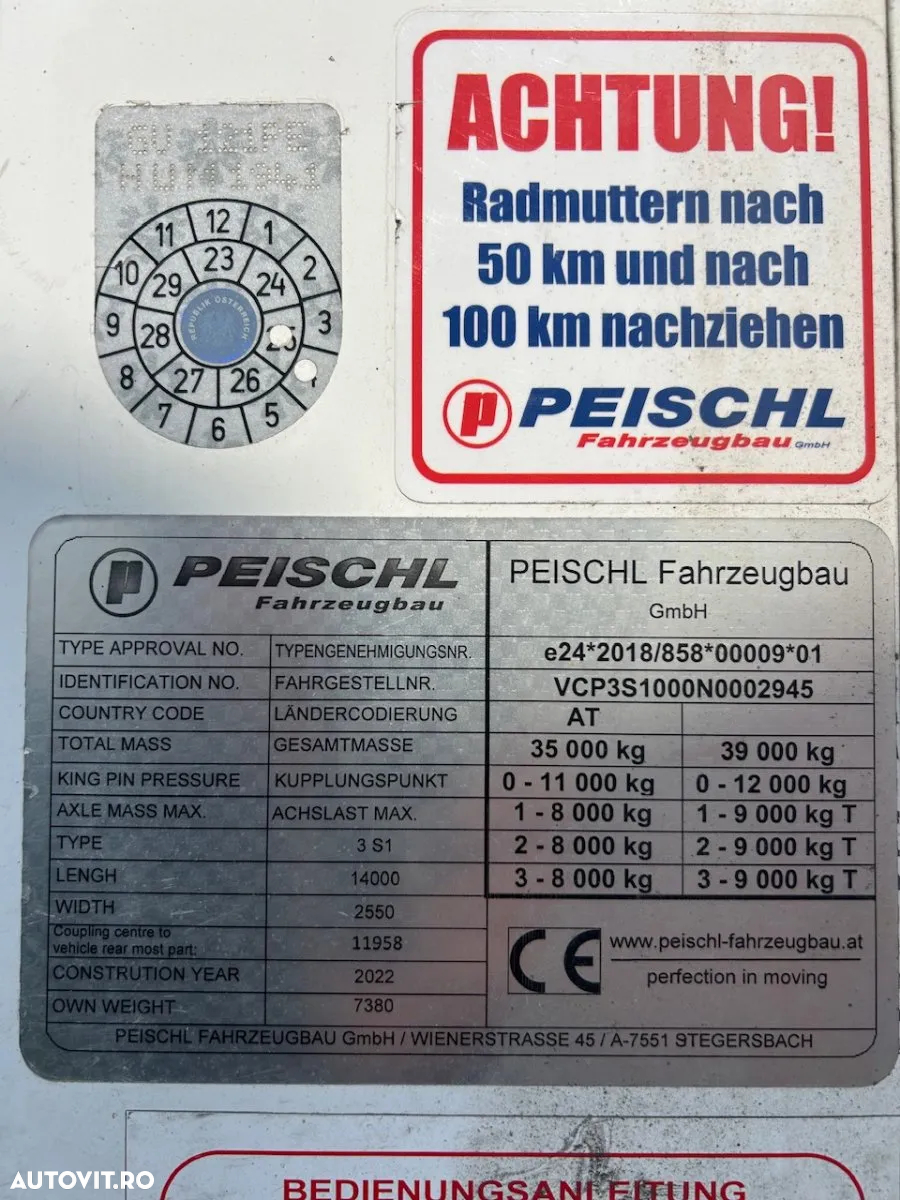 GU 121FE
HUM1941
12 1 2 3 5 6 7 8 9 10 11
23 24 26 27 28 29
REPUBLIK ÖSTERREICH
ACHTUNG!
Radmuttern nach
50 km und nach
100 km nachziehen
p PEISCHL
Fahrzeugbau GmbH
p PEISCHL
Fahrzeugbau
PEISCHL Fahrzeugbau
GmbH
TYPE APPROVAL NO. TYPENGENEHMIGUNGSNR. e24*2018/858*00009*01
IDENTIFICATION NO. FAHRGESTELLNR. VCP3S1000N0002945
COUNTRY CODE LÄNDERCODIERUNG AT
TOTAL MASS GESAMTMASSE 35 000 kg 39 000 kg
KING PIN PRESSURE KUPPLUNGSPUNKT 0 - 11 000 kg 0 - 12 000 kg
AXLE MASS MAX. ACHSLAST MAX. 1 - 8 000 kg 1 - 9 000 kg T
TYPE 3 S1 2 - 8 000 kg 2 - 9 000 kg T
LENGH 14000 3 - 8 000 kg 3 - 9 000 kg T
WIDTH 2550
Coupling centre to
vehicle rear most part: 11958
CONSTRUTION YEAR 2022
OWN WEIGHT 7380
CE
www.peischl-fahrzeugbau.at
perfection in moving
PEISCHL FAHRZEUGBAU GmbH / WIENERSTRASSE 45 / A-7551 STEGERSBACH
BEDIENUNGSANLEITUNG
AUTOVIT.RO